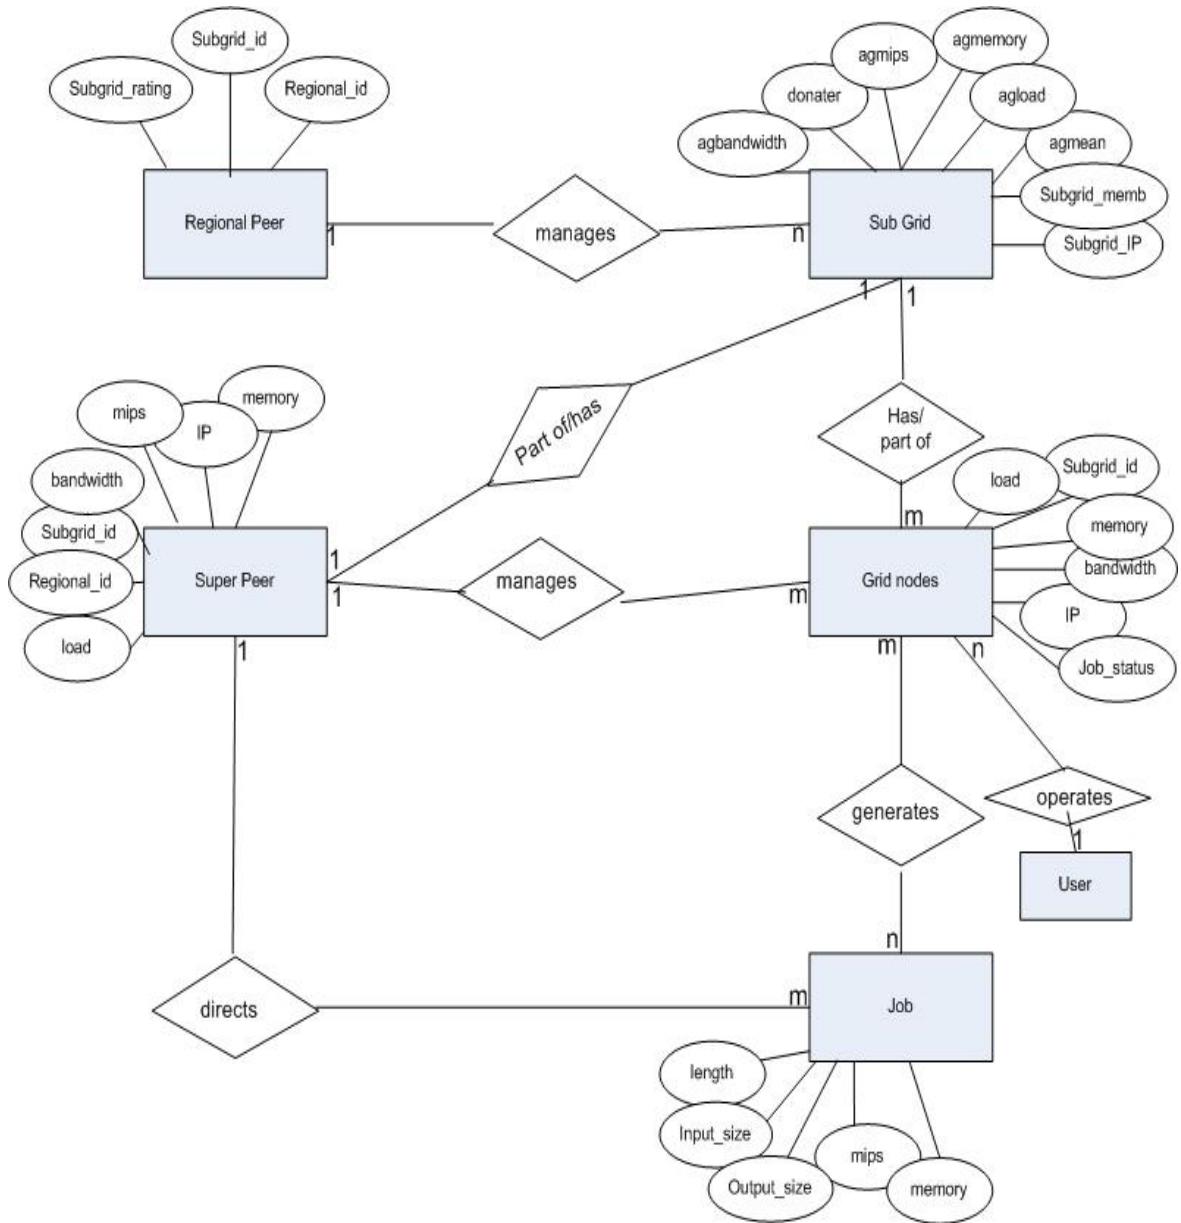 Subgrid_id
Subgrid_rating
Regional_id
Regional Peer
1
manages
n
agmemory
agmips
donater
agload
agbandwidth
agmean
Subgrid_memb
Subgrid_IP
Sub Grid
1
1
Part of/has
Has/
part of
memory
mips
IP
bandwidth
Subgrid_id
Regional_id
load
Super Peer
1
1
1
manages
m
m
load
Subgrid_id
memory
bandwidth
IP
Job_status
Grid nodes
m
n
generates
operates
1
User
n
directs
m
Job
length
Input_size
Output_size
mips
memory